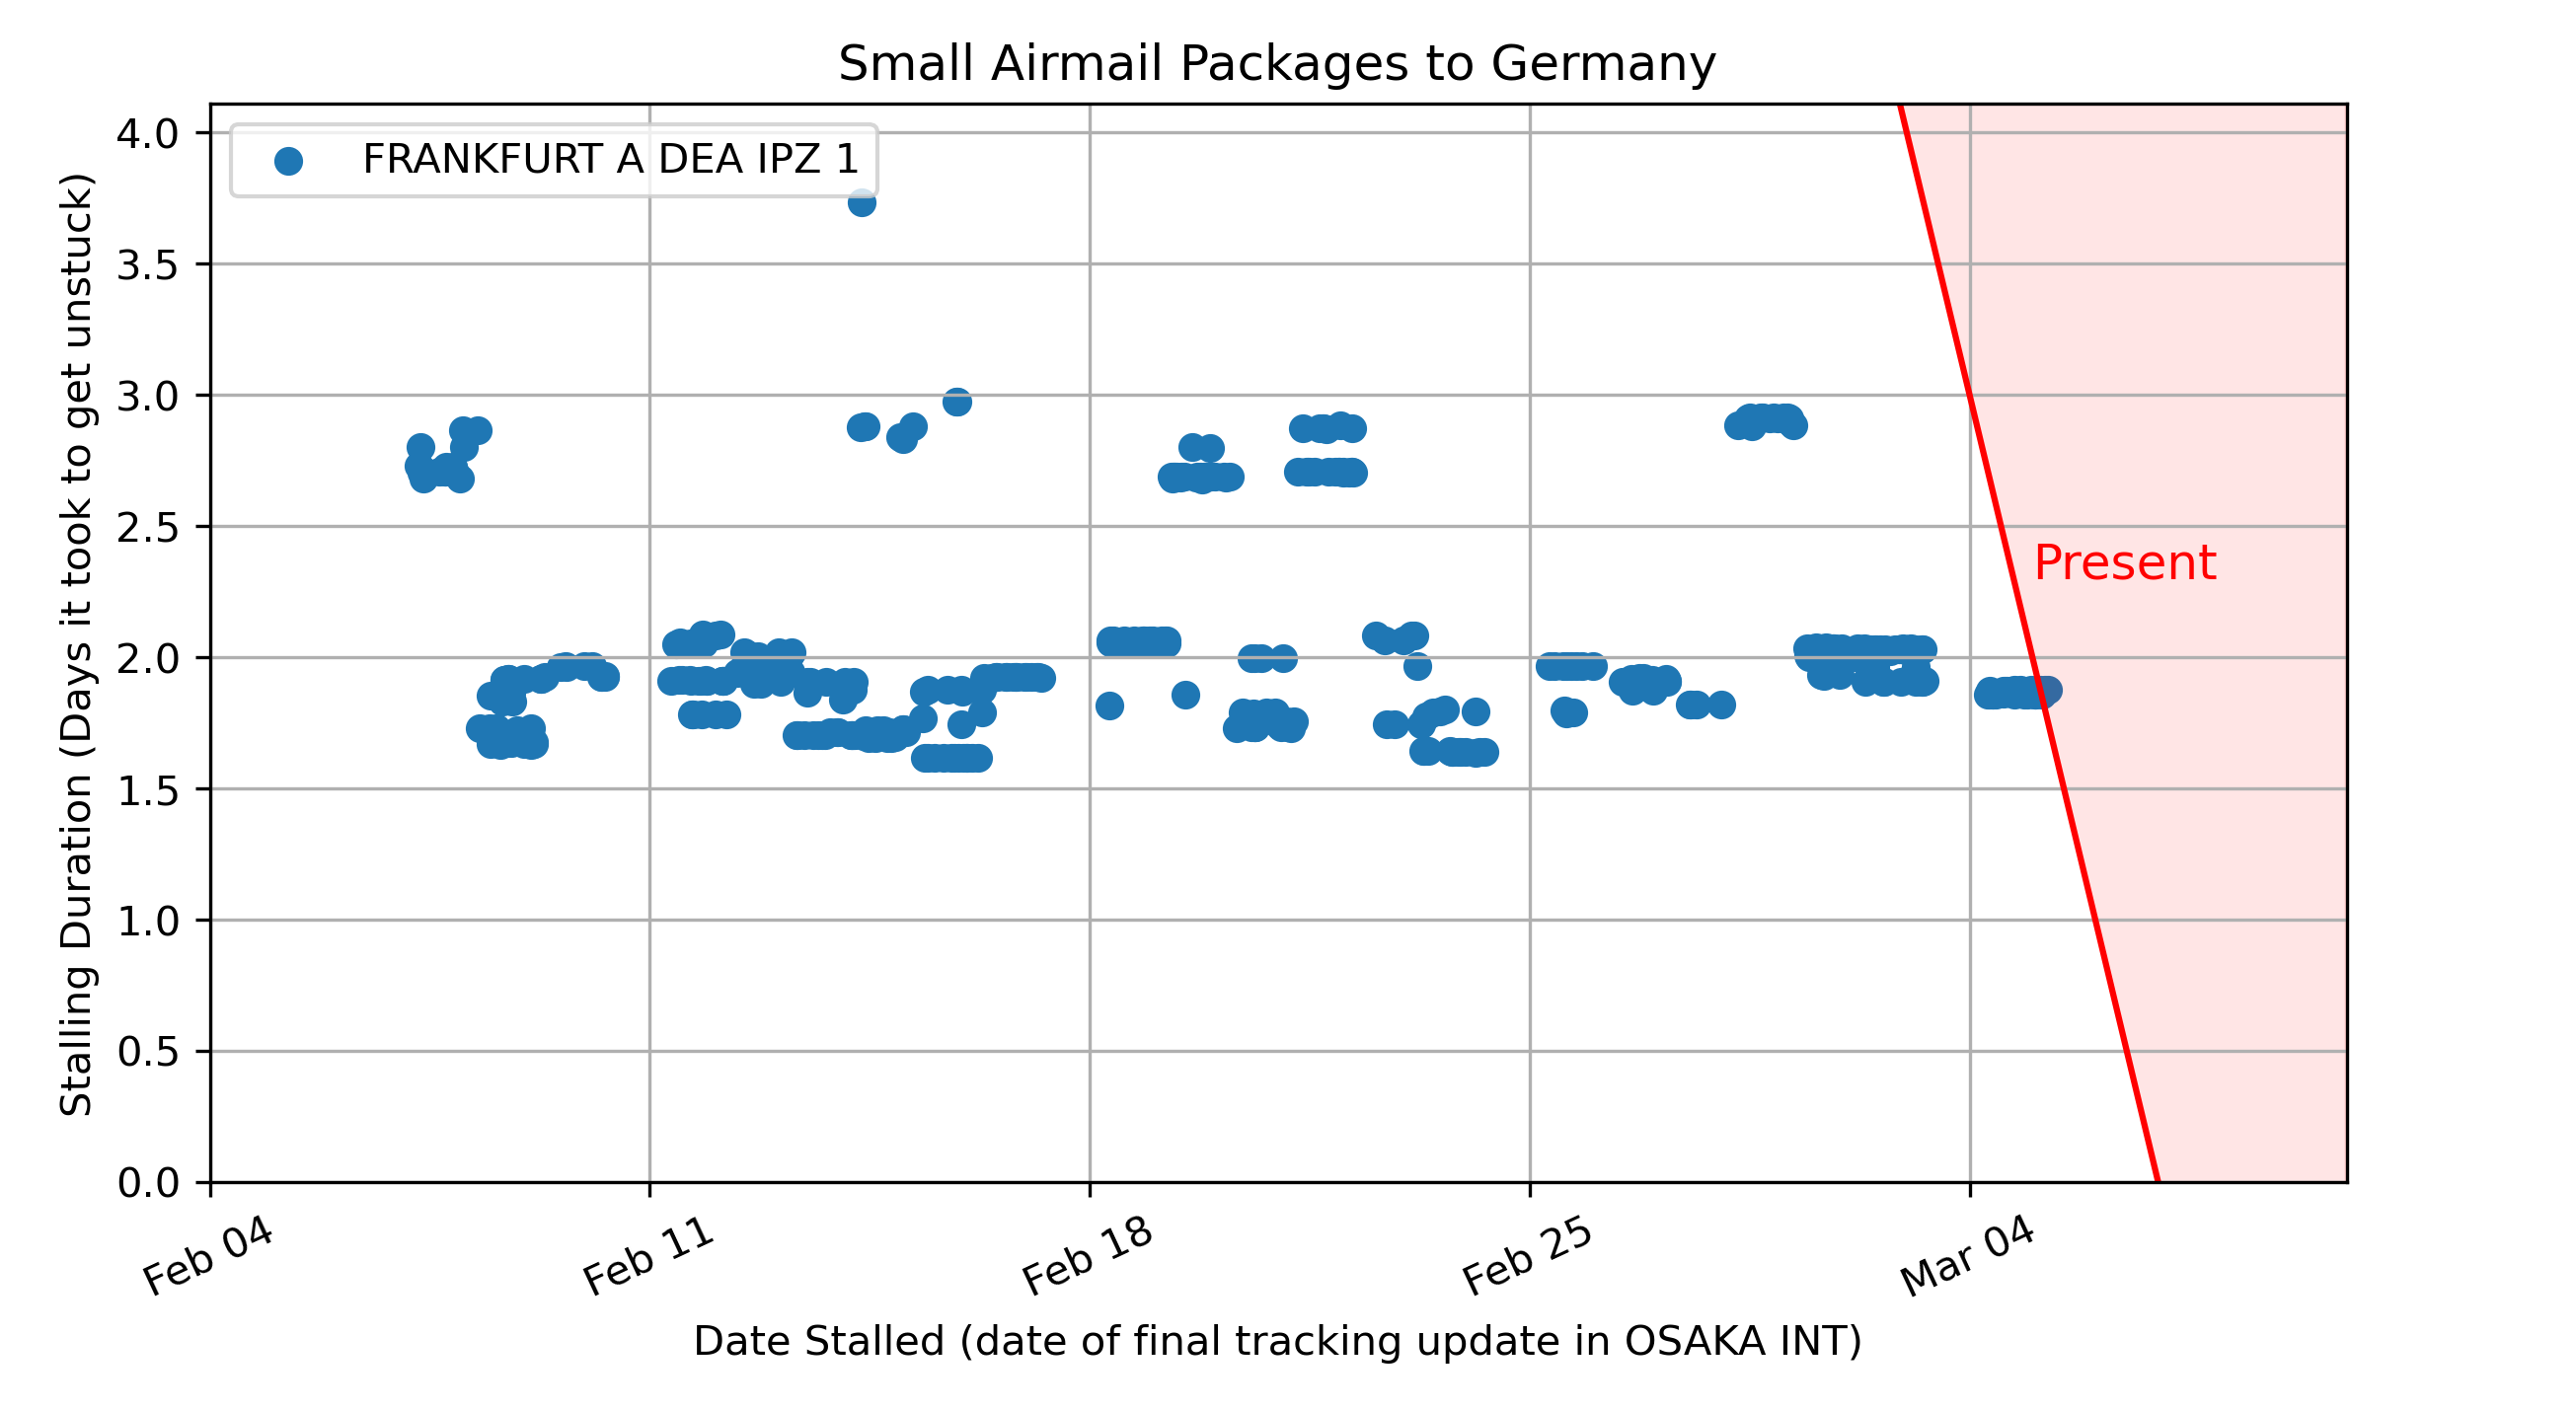 Small Airmail Packages to Germany
FRANKFURT A DEA IPZ 1
Stalling Duration (Days it took to get unstuck)
4.0
3.5
3.0
2.5
2.0
1.5
1.0
0.5
0.0
Present
Feb 04
Feb 11
Feb 18
Feb 25
Mar 04
Date Stalled (date of final tracking update in OSAKA INT)